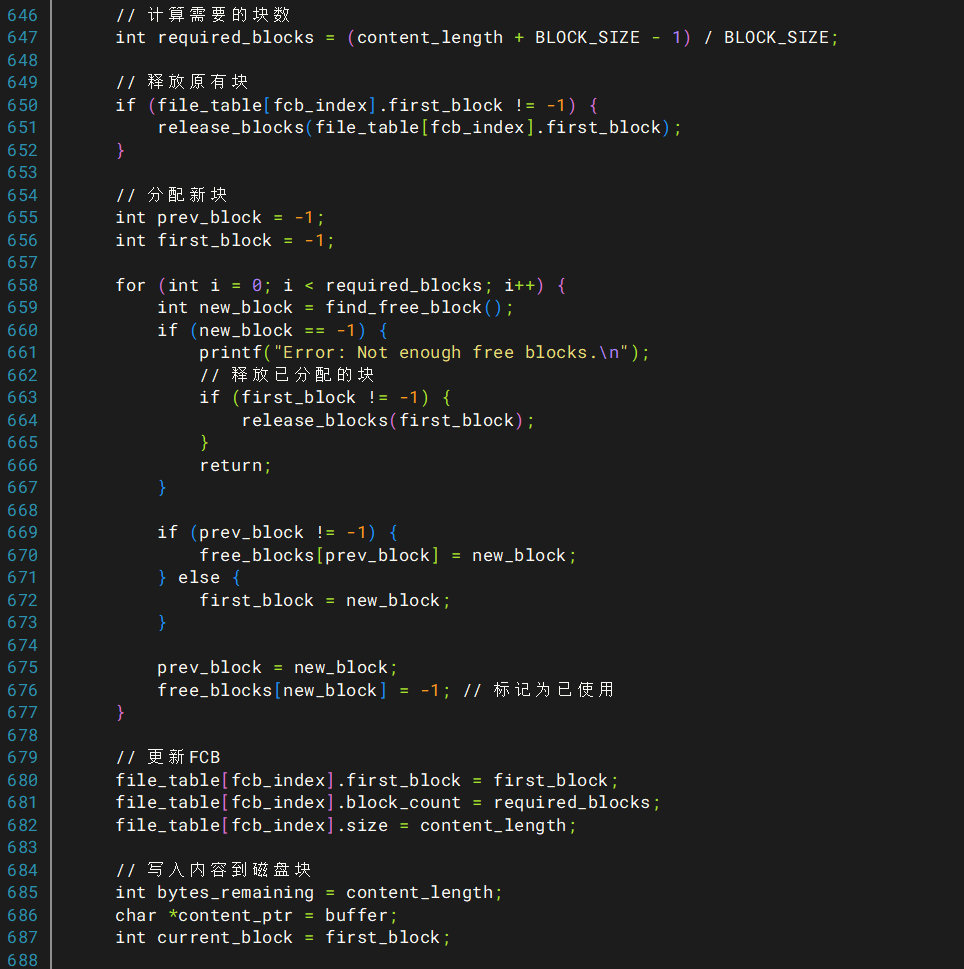 646 // 计算需要的块数
647 int required_blocks = (content_length + BLOCK_SIZE - 1) / BLOCK_SIZE;
648
649 // 释放原有块
650 if (file_table[fcb_index].first_block != -1) {
651 release_blocks(file_table[fcb_index].first_block);
652 }
653
654 // 分配新块
655 int prev_block = -1;
656 int first_block = -1;
657
658 for (int i = 0; i < required_blocks; i++) {
659 int new_block = find_free_block();
660 if (new_block == -1) {
661 printf("Error: Not enough free blocks.\n");
662 // 释放已分配的块
663 if (first_block != -1) {
664 release_blocks(first_block);
665 }
666 return;
667 }
668
669 if (prev_block != -1) {
670 free_blocks[prev_block] = new_block;
671 } else {
672 first_block = new_block;
673 }
674
675 prev_block = new_block;
676 free_blocks[new_block] = -1; // 标记为已使用
677 }
678
679 // 更新FCB
680 file_table[fcb_index].first_block = first_block;
681 file_table[fcb_index].block_count = required_blocks;
682 file_table[fcb_index].size = content_length;
683
684 // 写入内容到磁盘块
685 int bytes_remaining = content_length;
686 char *content_ptr = buffer;
687 int current_block = first_block;
688